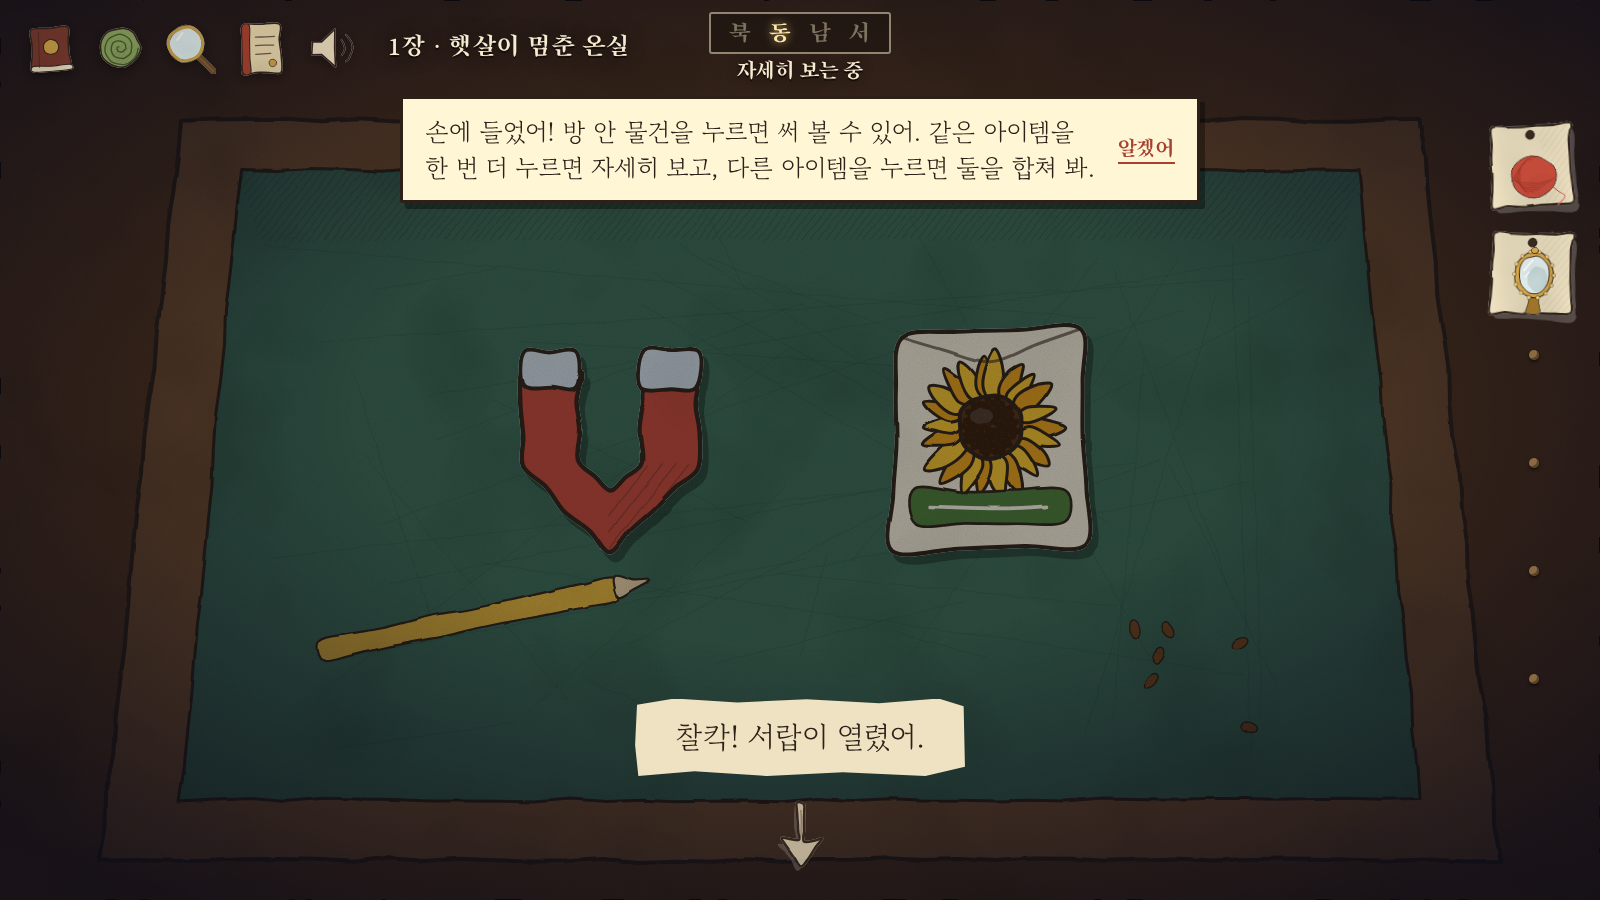 1장 · 햇살이 멈춘 온실
북 동 남 서
자세히 보는 중
손에 들었어! 방 안 물건을 누르면 써 볼 수 있어. 같은 아이템을
한 번 더 누르면 자세히 보고, 다른 아이템을 누르면 둘을 합쳐 봐.
알겠어
찰칵! 서랍이 열렸어.